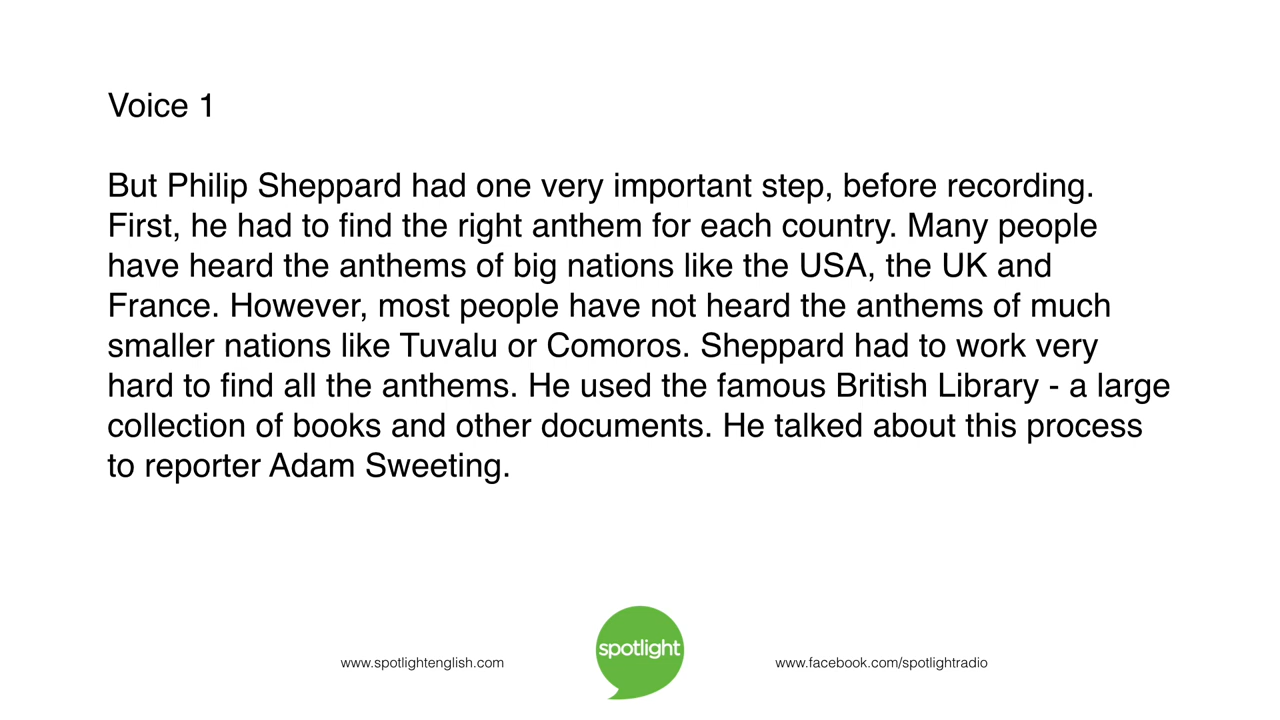 Voice 1
But Philip Sheppard had one very important step, before recording.
First, he had to find the right anthem for each country. Many people
have heard the anthems of big nations like the USA, the UK and
France. However, most people have not heard the anthems of much
smaller nations like Tuvalu or Comoros. Sheppard had to work very
hard to find all the anthems. He used the famous British Library - a large
collection of books and other documents. He talked about this process
to reporter Adam Sweeting.
www.spotlightenglish.com
spotlight
www.facebook.com/spotlightradio